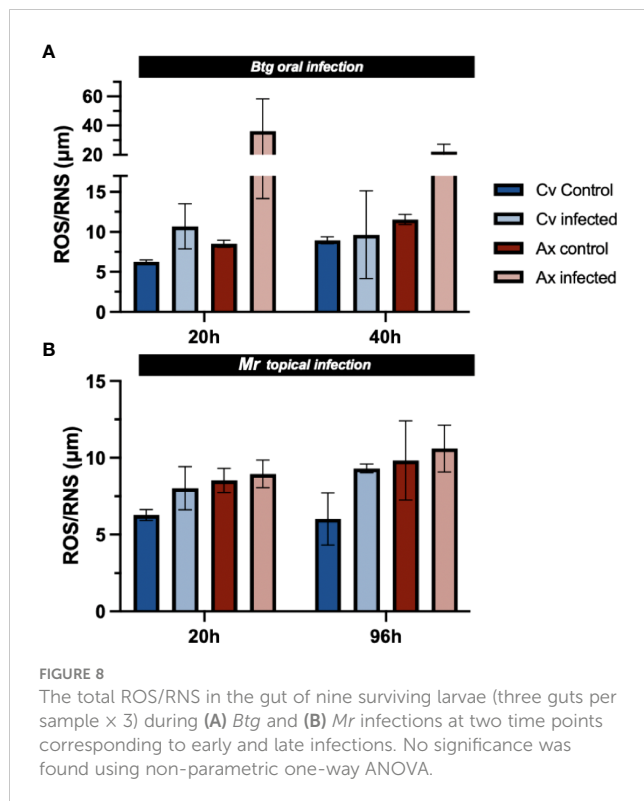 A
Btg oral infection
ROS/RNS (µm)
60
40
20
15
10
5
0
20h
40h
Cv Control
Cv infected
Ax control
Ax infected
B
Mr topical infection
ROS/RNS (µm)
15
10
5
0
20h
96h
FIGURE 8
The total ROS/RNS in the gut of nine surviving larvae (three guts per
sample × 3) during (A) Btg and (B) Mr infections at two time points
corresponding to early and late infections. No significance was
found using non-parametric one-way ANOVA.